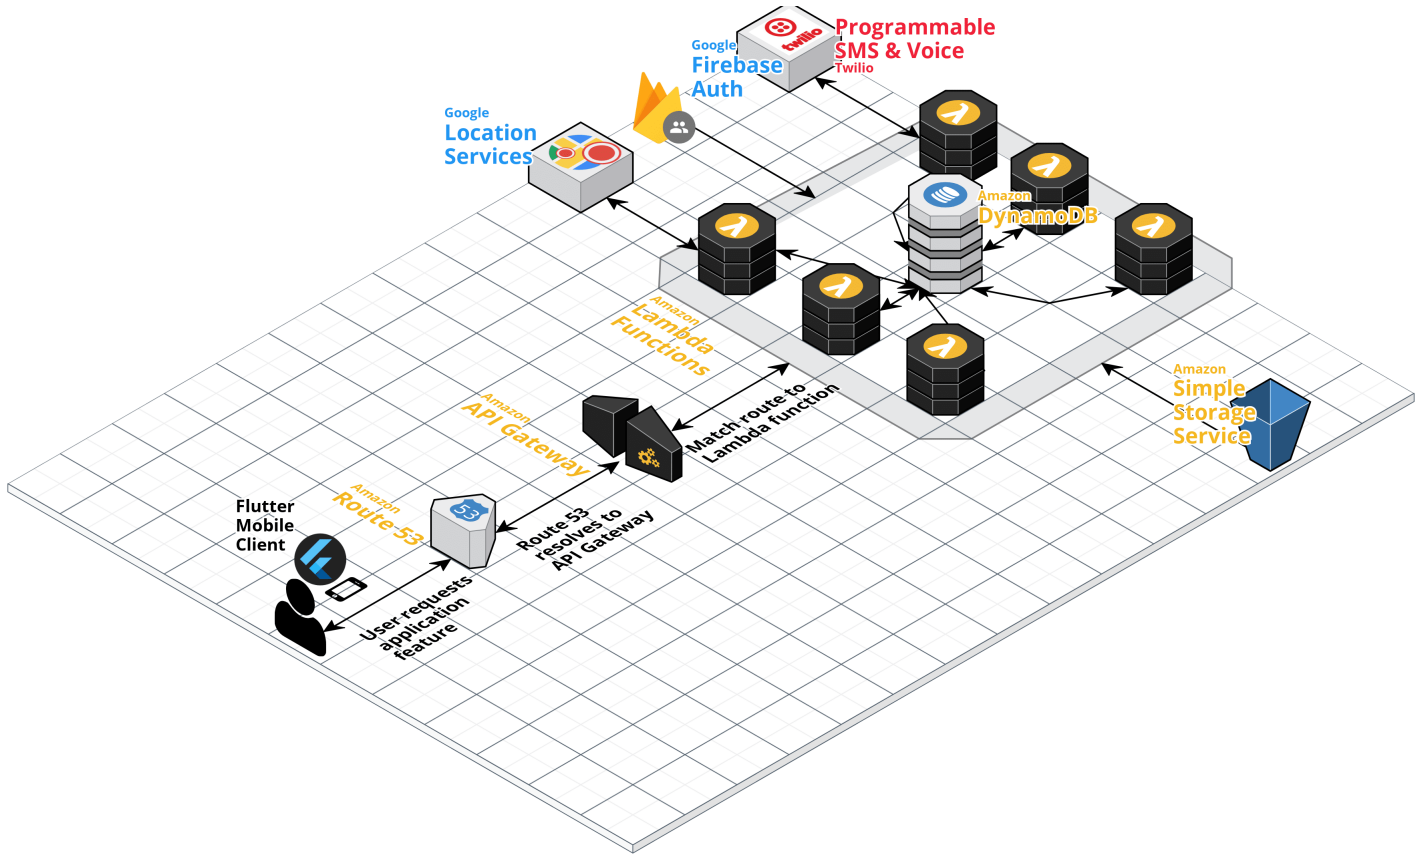 twilio
Programmable
SMS & Voice
Twilio
Google
Firebase
Auth
Google
Location
Services
Amazon
DynamoDB
Amazon
Lambda
Functions
Amazon
Simple
Storage
Service
Match route to
Lambda function
Amazon
API Gateway
Amazon
Route 53
53
Route 53
resolves to
API Gateway
Flutter
Mobile
Client
User requests
application
feature